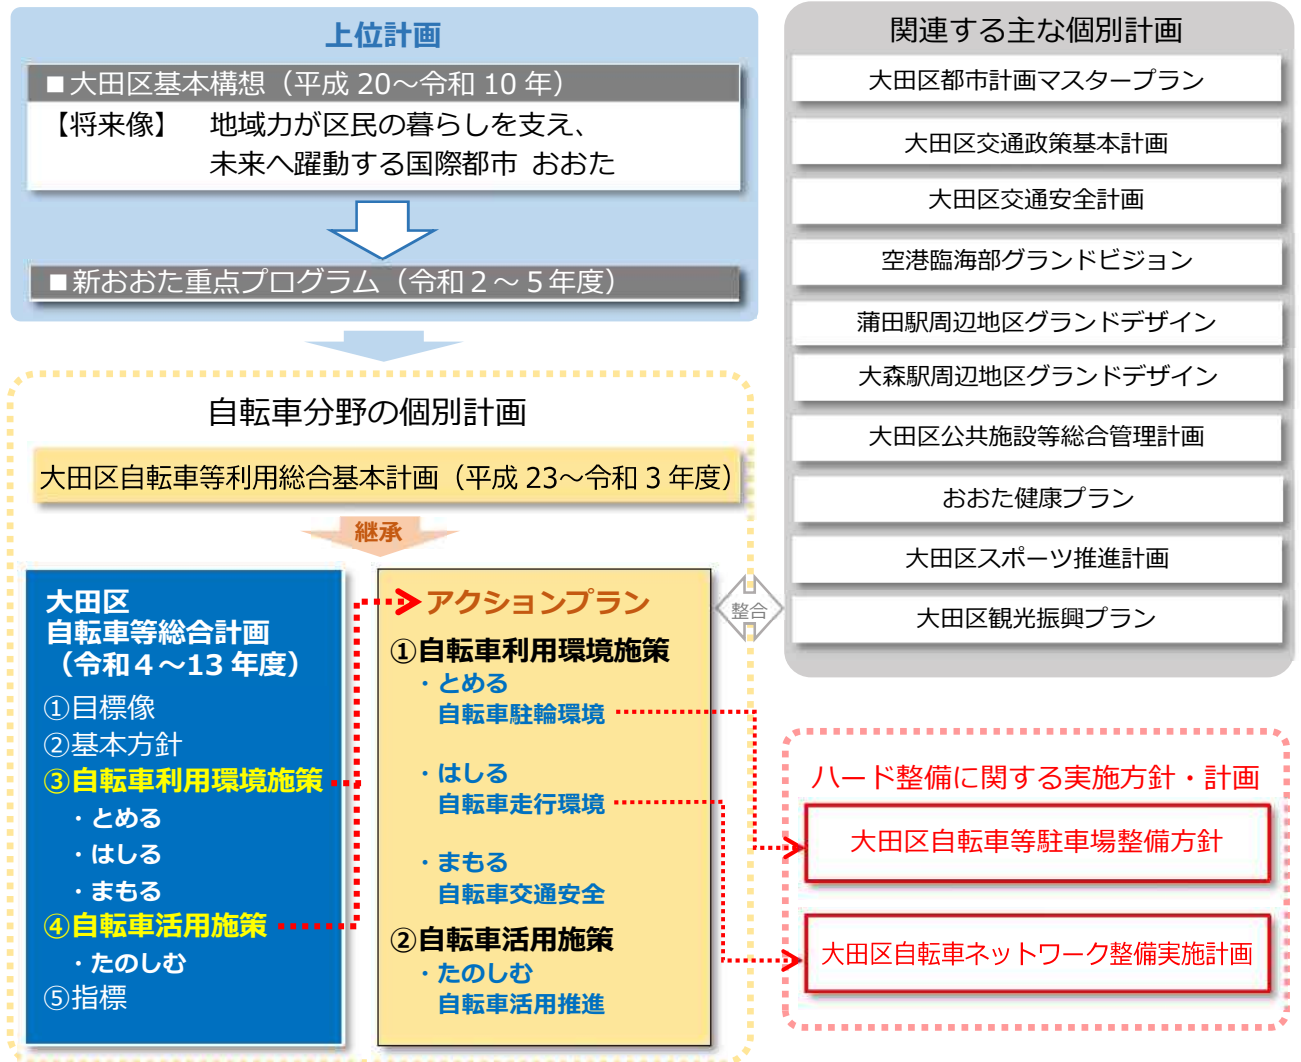 上位計画
■大田区基本構想（平成 20～令和 10 年）
【将来像】 地域力が区民の暮らしを支え、
未来へ躍動する国際都市 おおた
■新おおた重点プログラム（令和２～５年度）
自転車分野の個別計画
大田区自転車等利用総合基本計画（平成 23～令和 3 年度）
継承
大田区
自転車等総合計画
（令和４～13 年度）
①目標像
②基本方針
③自転車利用環境施策
・とめる
・はしる
・まもる
④自転車活用施策
・たのしむ
⑤指標
アクションプラン
①自転車利用環境施策
・とめる
自転車駐輪環境
・はしる
自転車走行環境
・まもる
自転車交通安全
②自転車活用施策
・たのしむ
自転車活用推進
整合
関連する主な個別計画
大田区都市計画マスタープラン
大田区交通政策基本計画
大田区交通安全計画
空港臨海部グランドビジョン
蒲田駅周辺地区グランドデザイン
大森駅周辺地区グランドデザイン
大田区公共施設等総合管理計画
おおた健康プラン
大田区スポーツ推進計画
大田区観光振興プラン
ハード整備に関する実施方針・計画
大田区自転車等駐車場整備方針
大田区自転車ネットワーク整備実施計画